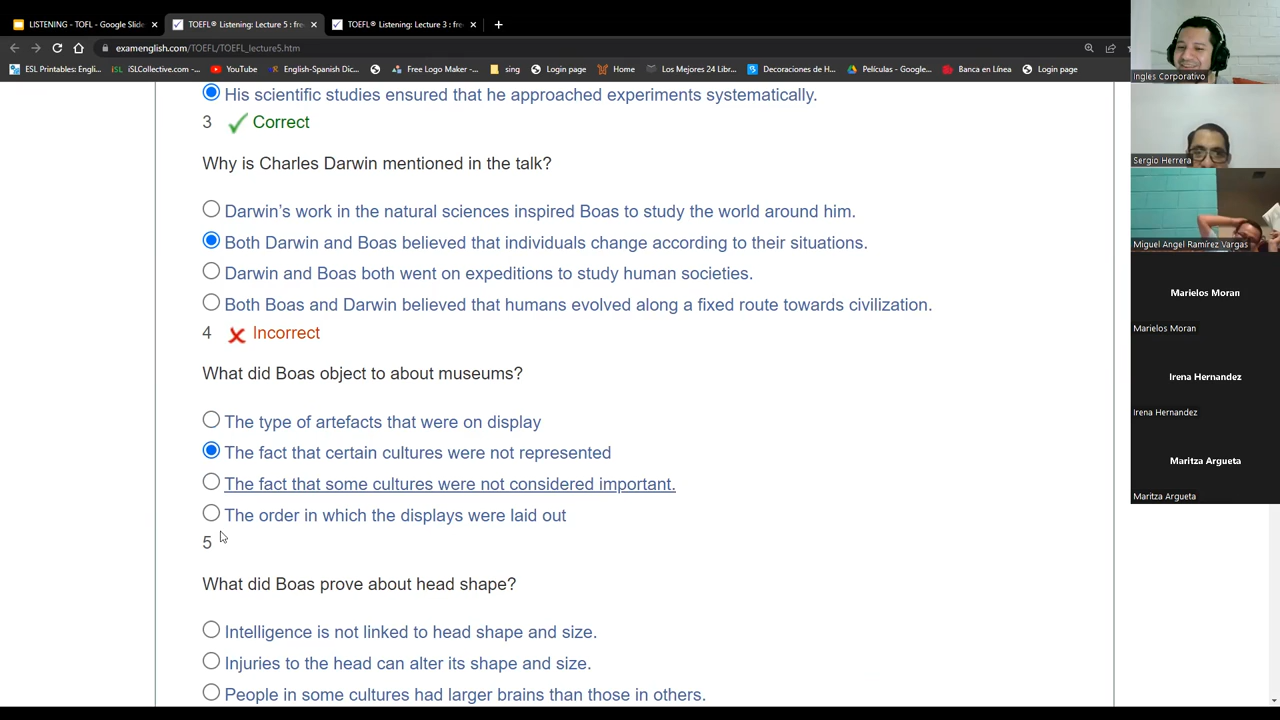 LISTENING - TOFL - Google Slide
TOEFL® Listening: Lecture 5 : fre
TOEFL® Listening: Lecture 3 : free
examenglish.com/TOEFL/TOEFL_lecture5.htm
ESL Printables: Engli...
iSL
iSLCollective.com -...
YouTube
English-Spanish Dic...
Free Logo Maker -...
sing
Login page
Home
Los Mejores 24 Libr...
Decoraciones de H...
Películas - Google...
Banca en Línea
Login page
His scientific studies ensured that he approached experiments systematically.
3 Correct
Why is Charles Darwin mentioned in the talk?
Darwin’s work in the natural sciences inspired Boas to study the world around him.
Both Darwin and Boas believed that individuals change according to their situations.
Darwin and Boas both went on expeditions to study human societies.
Both Boas and Darwin believed that humans evolved along a fixed route towards civilization.
4 Incorrect
What did Boas object to about museums?
The type of artefacts that were on display
The fact that certain cultures were not represented
The fact that some cultures were not considered important.
The order in which the displays were laid out
5
What did Boas prove about head shape?
Intelligence is not linked to head shape and size.
Injuries to the head can alter its shape and size.
People in some cultures had larger brains than those in others.
Ingles Corporativo
Sergio Herrera
Miguel Angel Ramírez Vargas
Marielos Moran
Marielos Moran
Irena Hernandez
Irena Hernandez
Maritza Argueta
Maritza Argueta